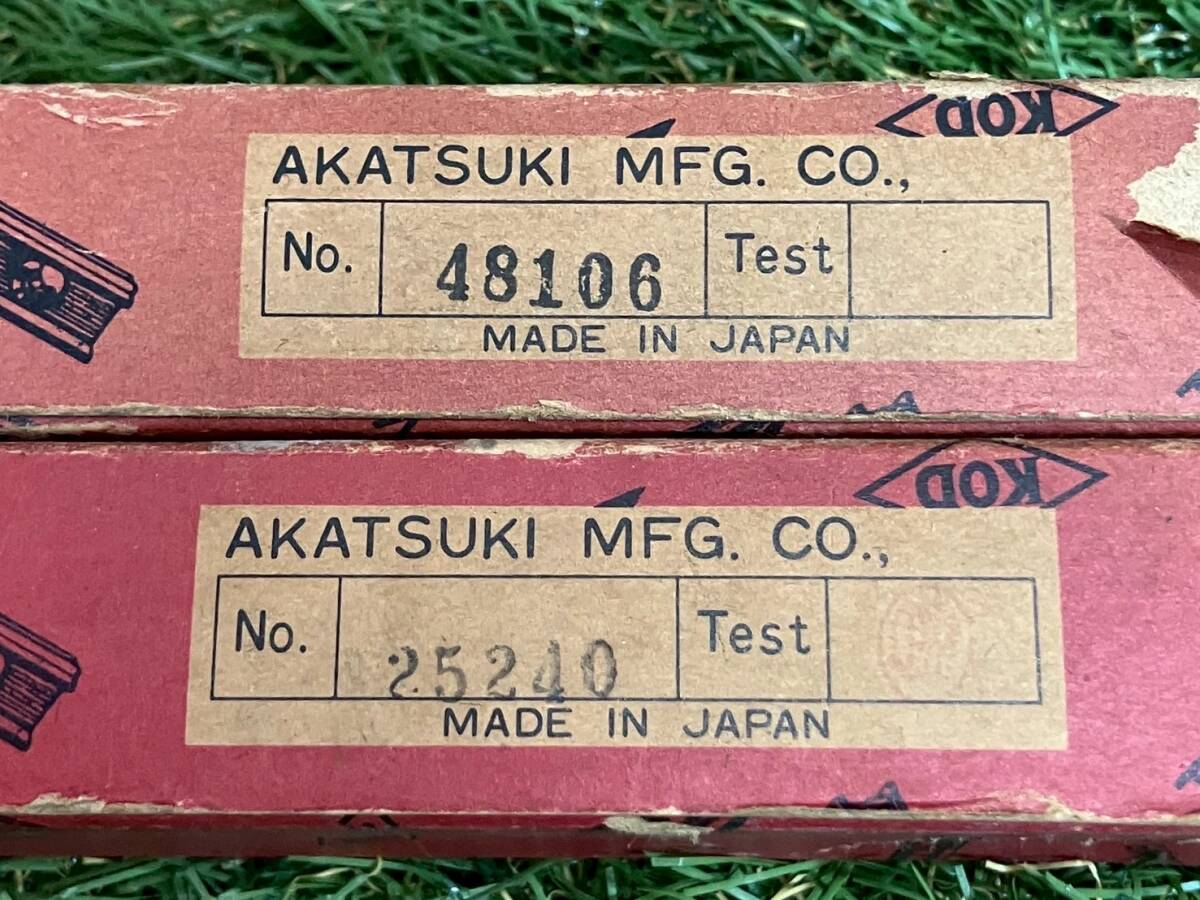 KOD
AKATSUKI MFG. CO.,
No. 48106 Test
MADE IN JAPAN
KOD
AKATSUKI MFG. CO.,
No. 25240 Test
MADE IN JAPAN